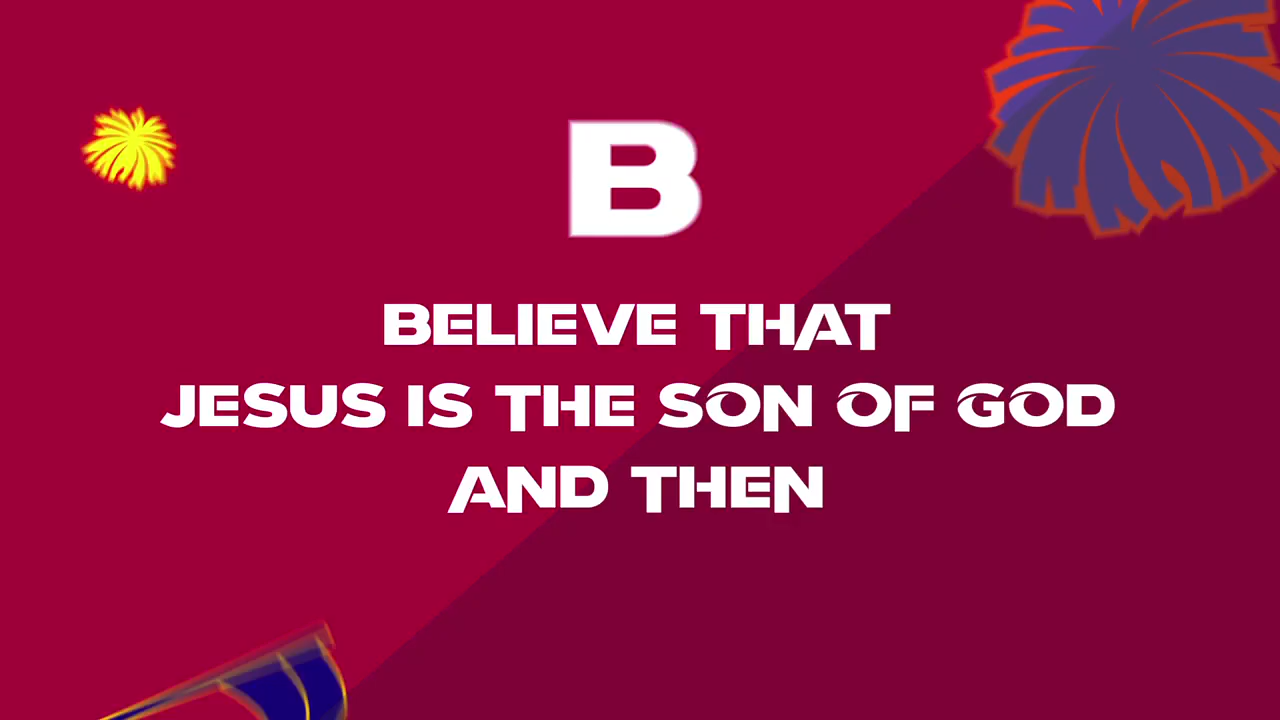 B
BELIEVE THAT
JESUS IS THE SON OF GOD
AND THEN